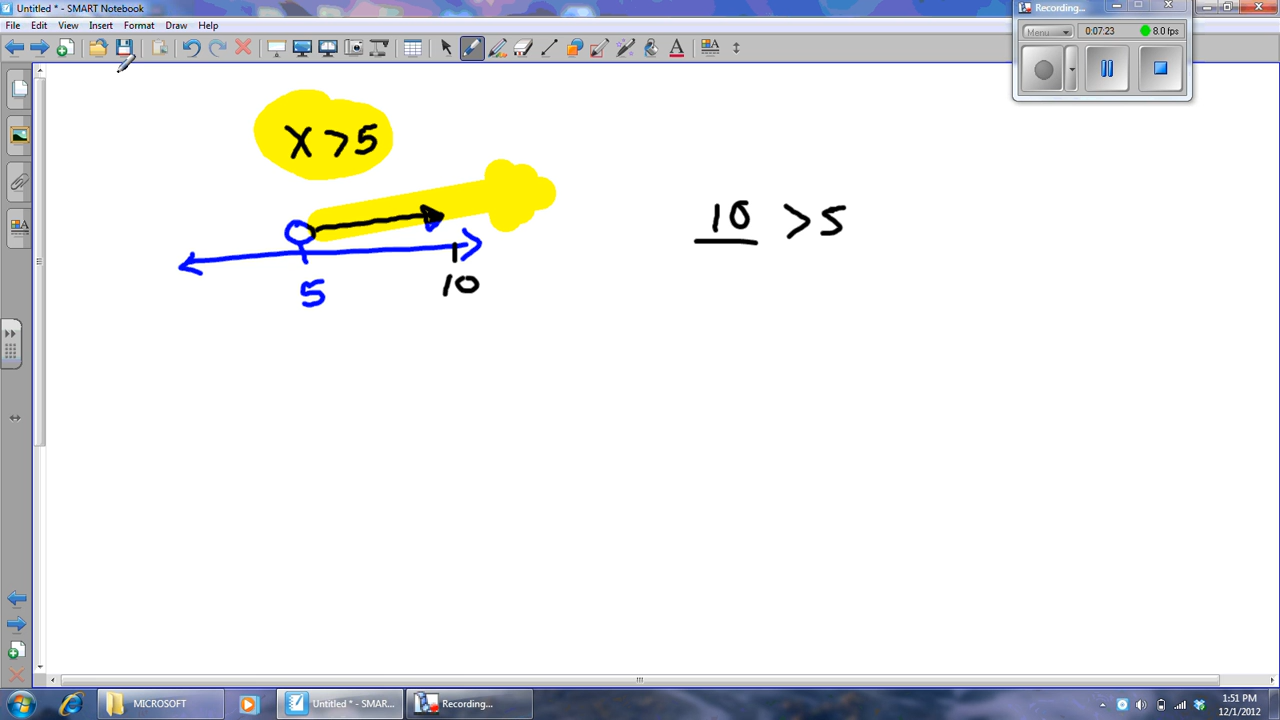 Untitled * - SMART Notebook
Recording...
File Edit View Insert Format Draw Help
Menu 0:07:23 8.0 fps
x > 5
10 > 5
5
10
MICROSOFT
Untitled * - SMAR...
Recording...
1:51 PM
12/1/2012